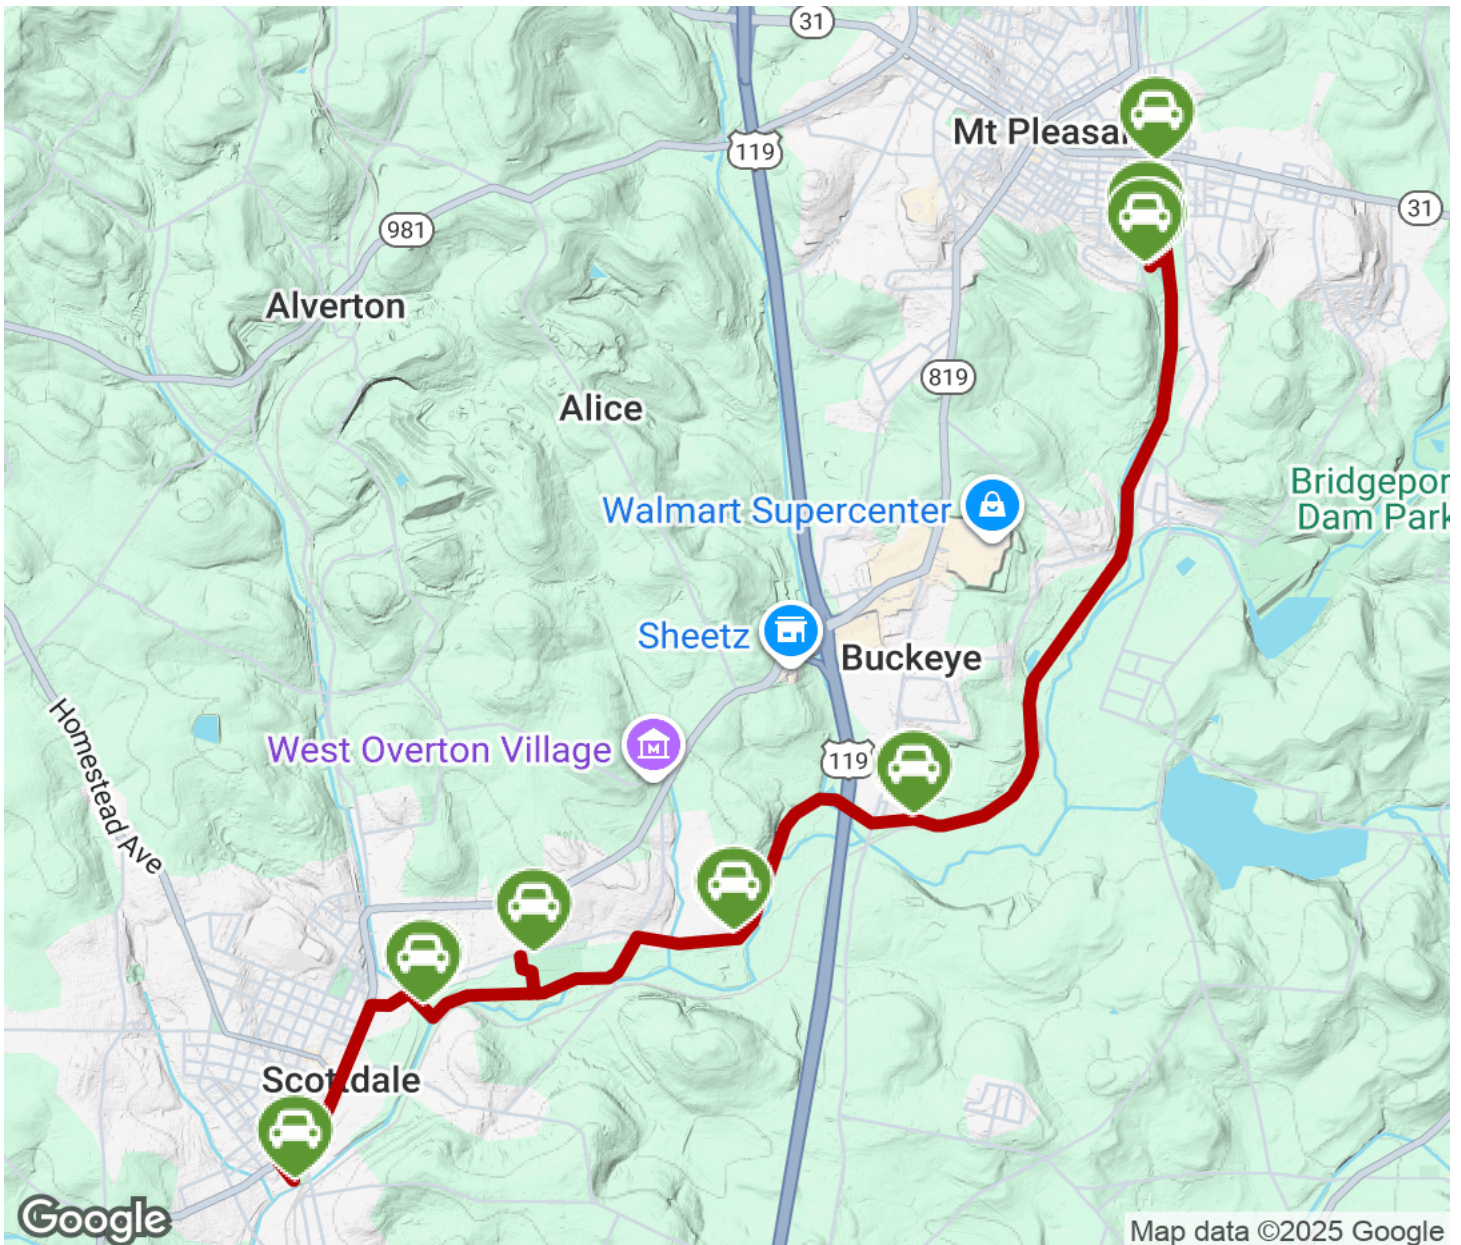 31
119
Mt Pleasa
31
981
Alverton
819
Alice
Bridgepor
Dam Park
Walmart Supercenter
Sheetz
Buckeye
Homestead Ave
West Overton Village
M
119
Scottdale
Google
Map data ©2025 Google